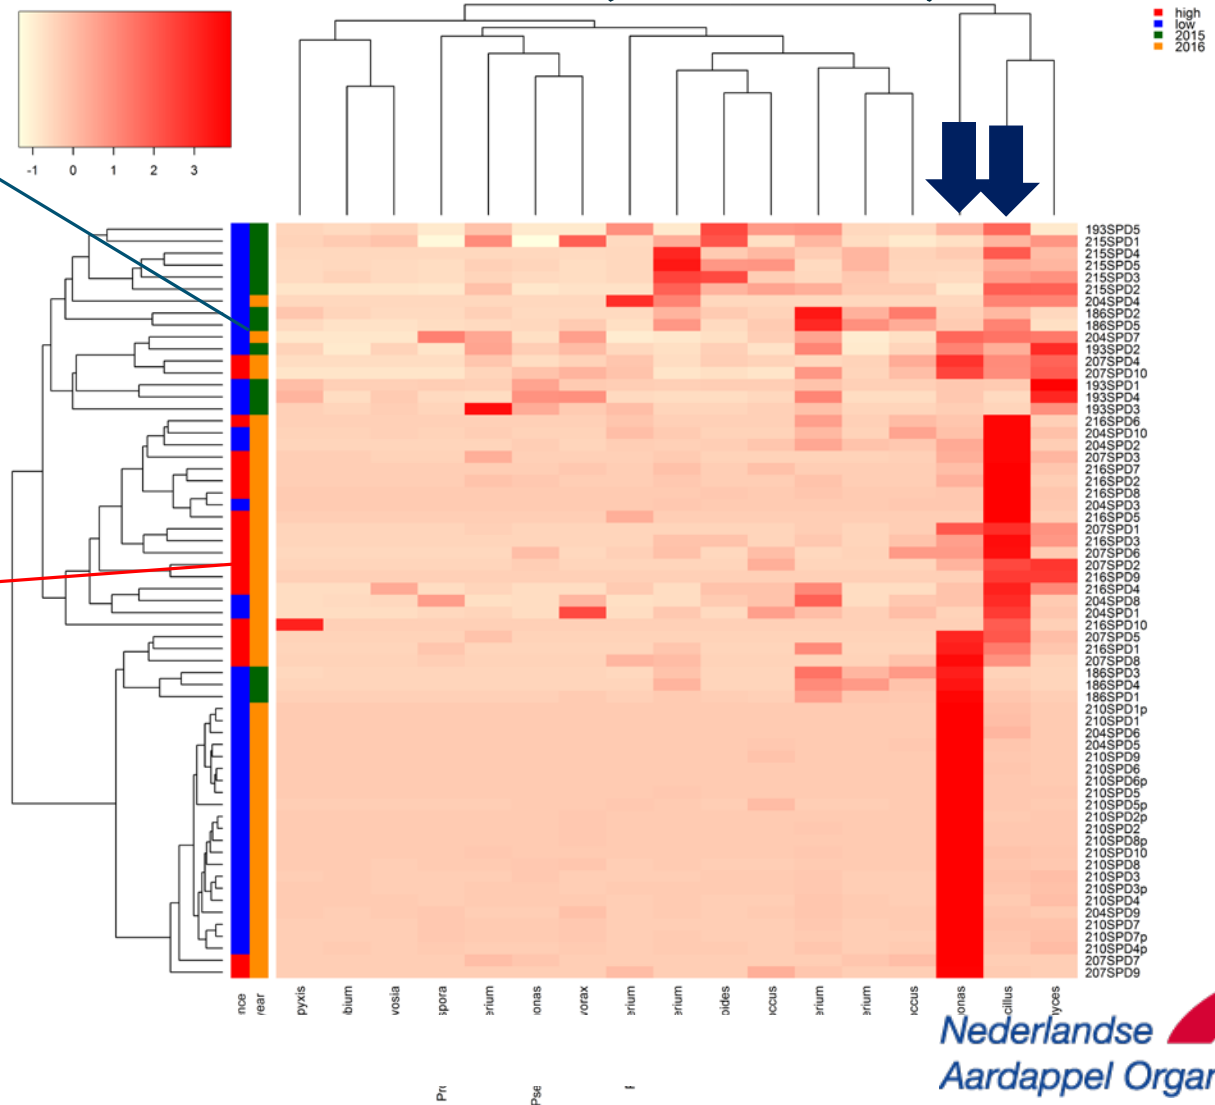 high
low
2015
2016
-1 0 1 2 3
193SPD5
215SPD1
215SPD4
215SPD5
215SPD3
215SPD2
204SPD4
186SPD2
186SPD5
204SPD7
193SPD2
207SPD4
207SPD10
193SPD1
193SPD4
193SPD3
216SPD6
204SPD10
204SPD2
207SPD3
216SPD7
216SPD2
216SPD8
204SPD3
216SPD5
207SPD1
216SPD3
207SPD6
207SPD2
216SPD9
216SPD4
204SPD8
204SPD1
216SPD10
207SPD5
216SPD1
207SPD8
186SPD3
186SPD4
186SPD1
210SPD1p
210SPD1
204SPD6
204SPD5
210SPD9
210SPD6
210SPD6p
210SPD5
210SPD5p
210SPD2p
210SPD2
210SPD8p
210SPD10
210SPD8
210SPD3
210SPD3p
210SPD4
204SPD9
210SPD7
210SPD7p
210SPD4p
207SPD7
207SPD9
nce
year
pyxis
bium
vosia
spora
erium
onas
vorax
erium
erium
oides
occus
erium
erium
occus
onas
cillus
nyces
Pro
Pse
Nederlandse
Aardappel Organ